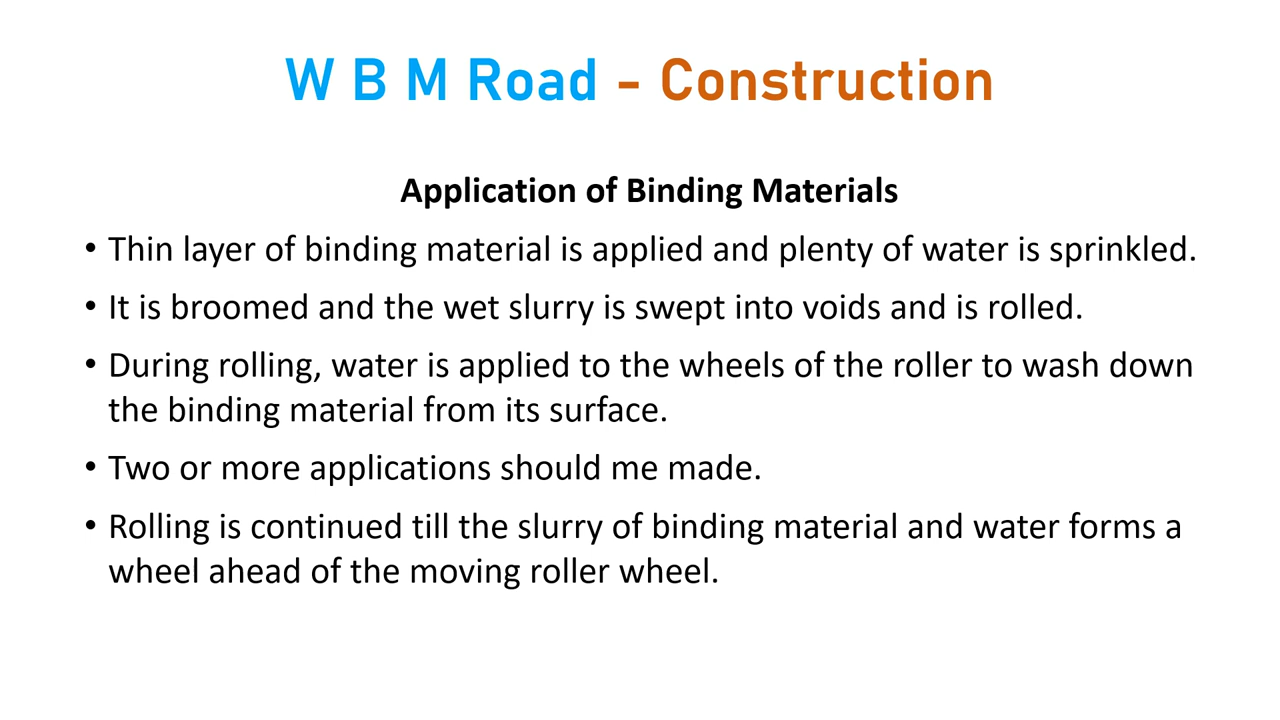 W B M Road - Construction
Application of Binding Materials
• Thin layer of binding material is applied and plenty of water is sprinkled.
• It is broomed and the wet slurry is swept into voids and is rolled.
• During rolling, water is applied to the wheels of the roller to wash down
the binding material from its surface.
• Two or more applications should me made.
• Rolling is continued till the slurry of binding material and water forms a
wheel ahead of the moving roller wheel.